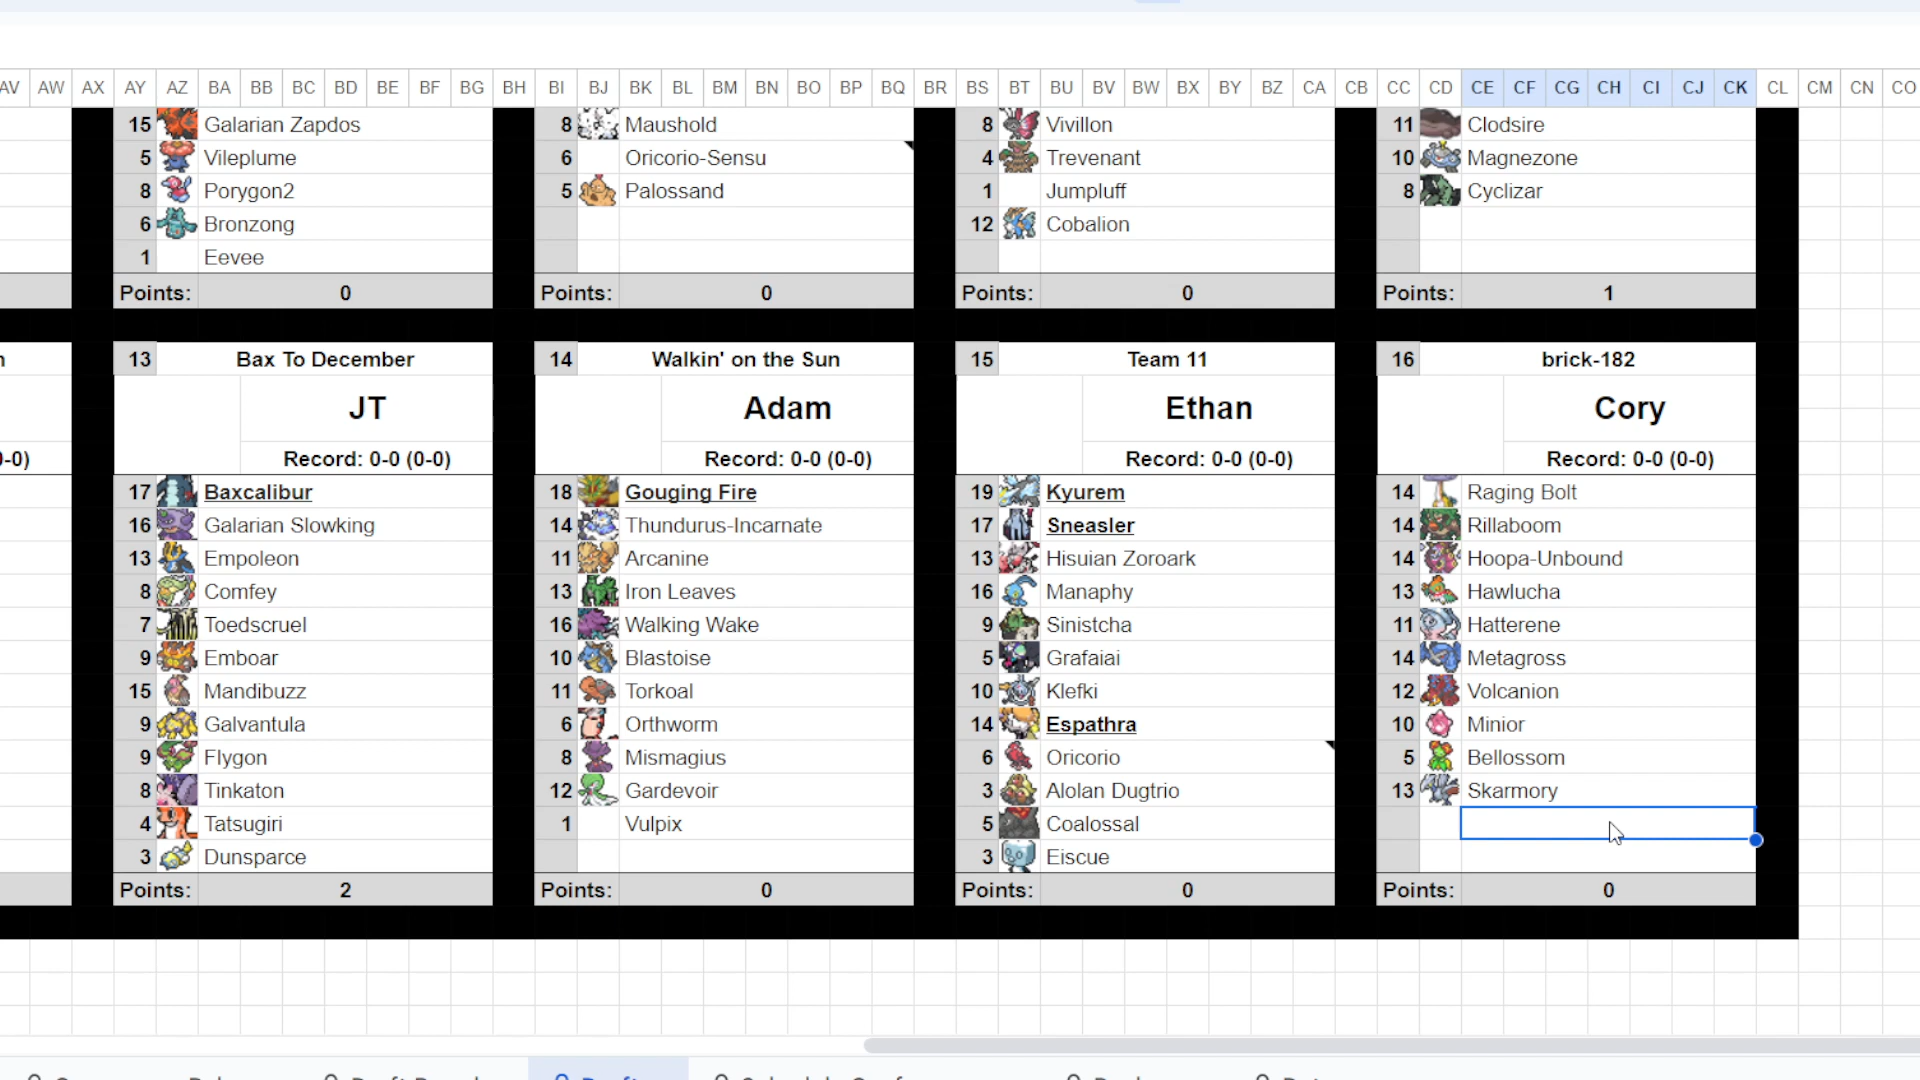 AV AW AX AY AZ BA BB BC BD BE BF BG BH BI BJ BK BL BM BN BO BP BQ BR BS BT BU BV BW BX BY BZ CA CB CC CD CE CF CG CH CI CJ CK CL CM CN CO
15 Galarian Zapdos 8 Maushold 8 Vivillon 11 Clodsire
5 Vileplume 6 Oricorio-Sensu 4 Trevenant 10 Magnezone
8 Porygon2 5 Palossand 1 Jumpluff 8 Cyclizar
6 Bronzong 12 Cobalion
1 Eevee
Points: 0 Points: 0 Points: 0 Points: 1
13 Bax To December 14 Walkin' on the Sun 15 Team 11 16 brick-182
JT Adam Ethan Cory
Record: 0-0 (0-0) Record: 0-0 (0-0) Record: 0-0 (0-0) Record: 0-0 (0-0)
17 Baxcalibur 18 Gouging Fire 19 Kyurem 14 Raging Bolt
16 Galarian Slowking 14 Thundurus-Incarnate 17 Sneasler 14 Rillaboom
13 Empoleon 11 Arcanine 13 Hisuian Zoroark 14 Hoopa-Unbound
8 Comfey 13 Iron Leaves 16 Manaphy 13 Hawlucha
7 Toedscruel 16 Walking Wake 9 Sinistcha 11 Hatterene
9 Emboar 10 Blastoise 5 Grafaiai 14 Metagross
15 Mandibuzz 11 Torkoal 10 Klefki 12 Volcanion
9 Galvantula 6 Orthworm 14 Espathra 10 Minior
9 Flygon 8 Mismagius 6 Oricorio 5 Bellossom
8 Tinkaton 12 Gardevoir 3 Alolan Dugtrio 13 Skarmory
4 Tatsugiri 1 Vulpix 5 Coalossal
3 Dunsparce 3 Eiscue
Points: 2 Points: 0 Points: 0 Points: 0